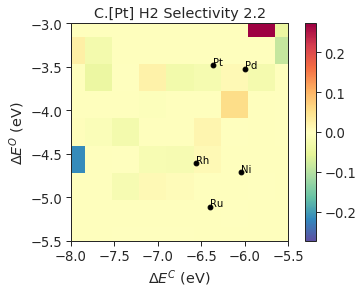 C.[Pt] H2 Selectivity 2.2
−3.0
−3.5
−4.0
−4.5
−5.0
−5.5
ΔE^O (eV)
Pt
Pd
Rh
Ni
Ru
0.2
0.1
0.0
−0.1
−0.2
−8.0 −7.5 −7.0 −6.5 −6.0 −5.5
ΔE^C (eV)